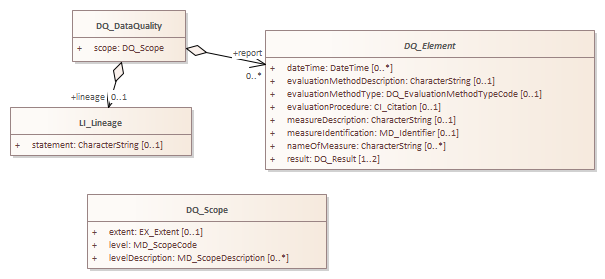 DQ_DataQuality
+ scope: DQ_Scope
+report
0..*
+lineage 0..1
DQ_Element
+ dateTime: DateTime [0..*]
+ evaluationMethodDescription: CharacterString [0..1]
+ evaluationMethodType: DQ_EvaluationMethodTypeCode [0..1]
+ evaluationProcedure: CI_Citation [0..1]
+ measureDescription: CharacterString [0..1]
+ measureIdentification: MD_Identifier [0..1]
+ nameOfMeasure: CharacterString [0..*]
+ result: DQ_Result [1..2]
LI_Lineage
+ statement: CharacterString [0..1]
DQ_Scope
+ extent: EX_Extent [0..1]
+ level: MD_ScopeCode
+ levelDescription: MD_ScopeDescription [0..*]